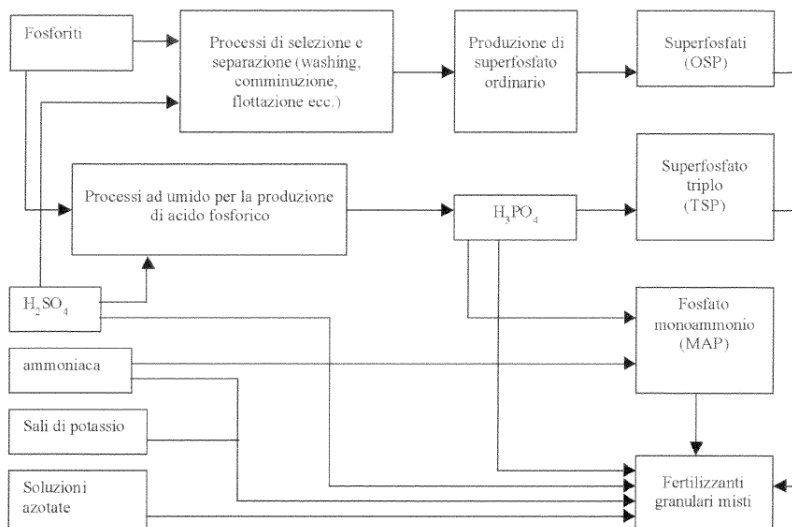 Fosforiti
Processi di selezione e
separazione (washing,
comminuzione,
flottazione ecc.)
Produzione di
superfosfato
ordinario
Superfosfati
(OSP)
Processi ad umido per la produzione
di acido fosforico
H₃PO₄
Superfosfato
triplo
(TSP)
H₂SO₄
Fosfato
monoammonio
(MAP)
ammoniaca
Sali di potassio
Soluzioni
azotate
Fertilizzanti
granulari misti